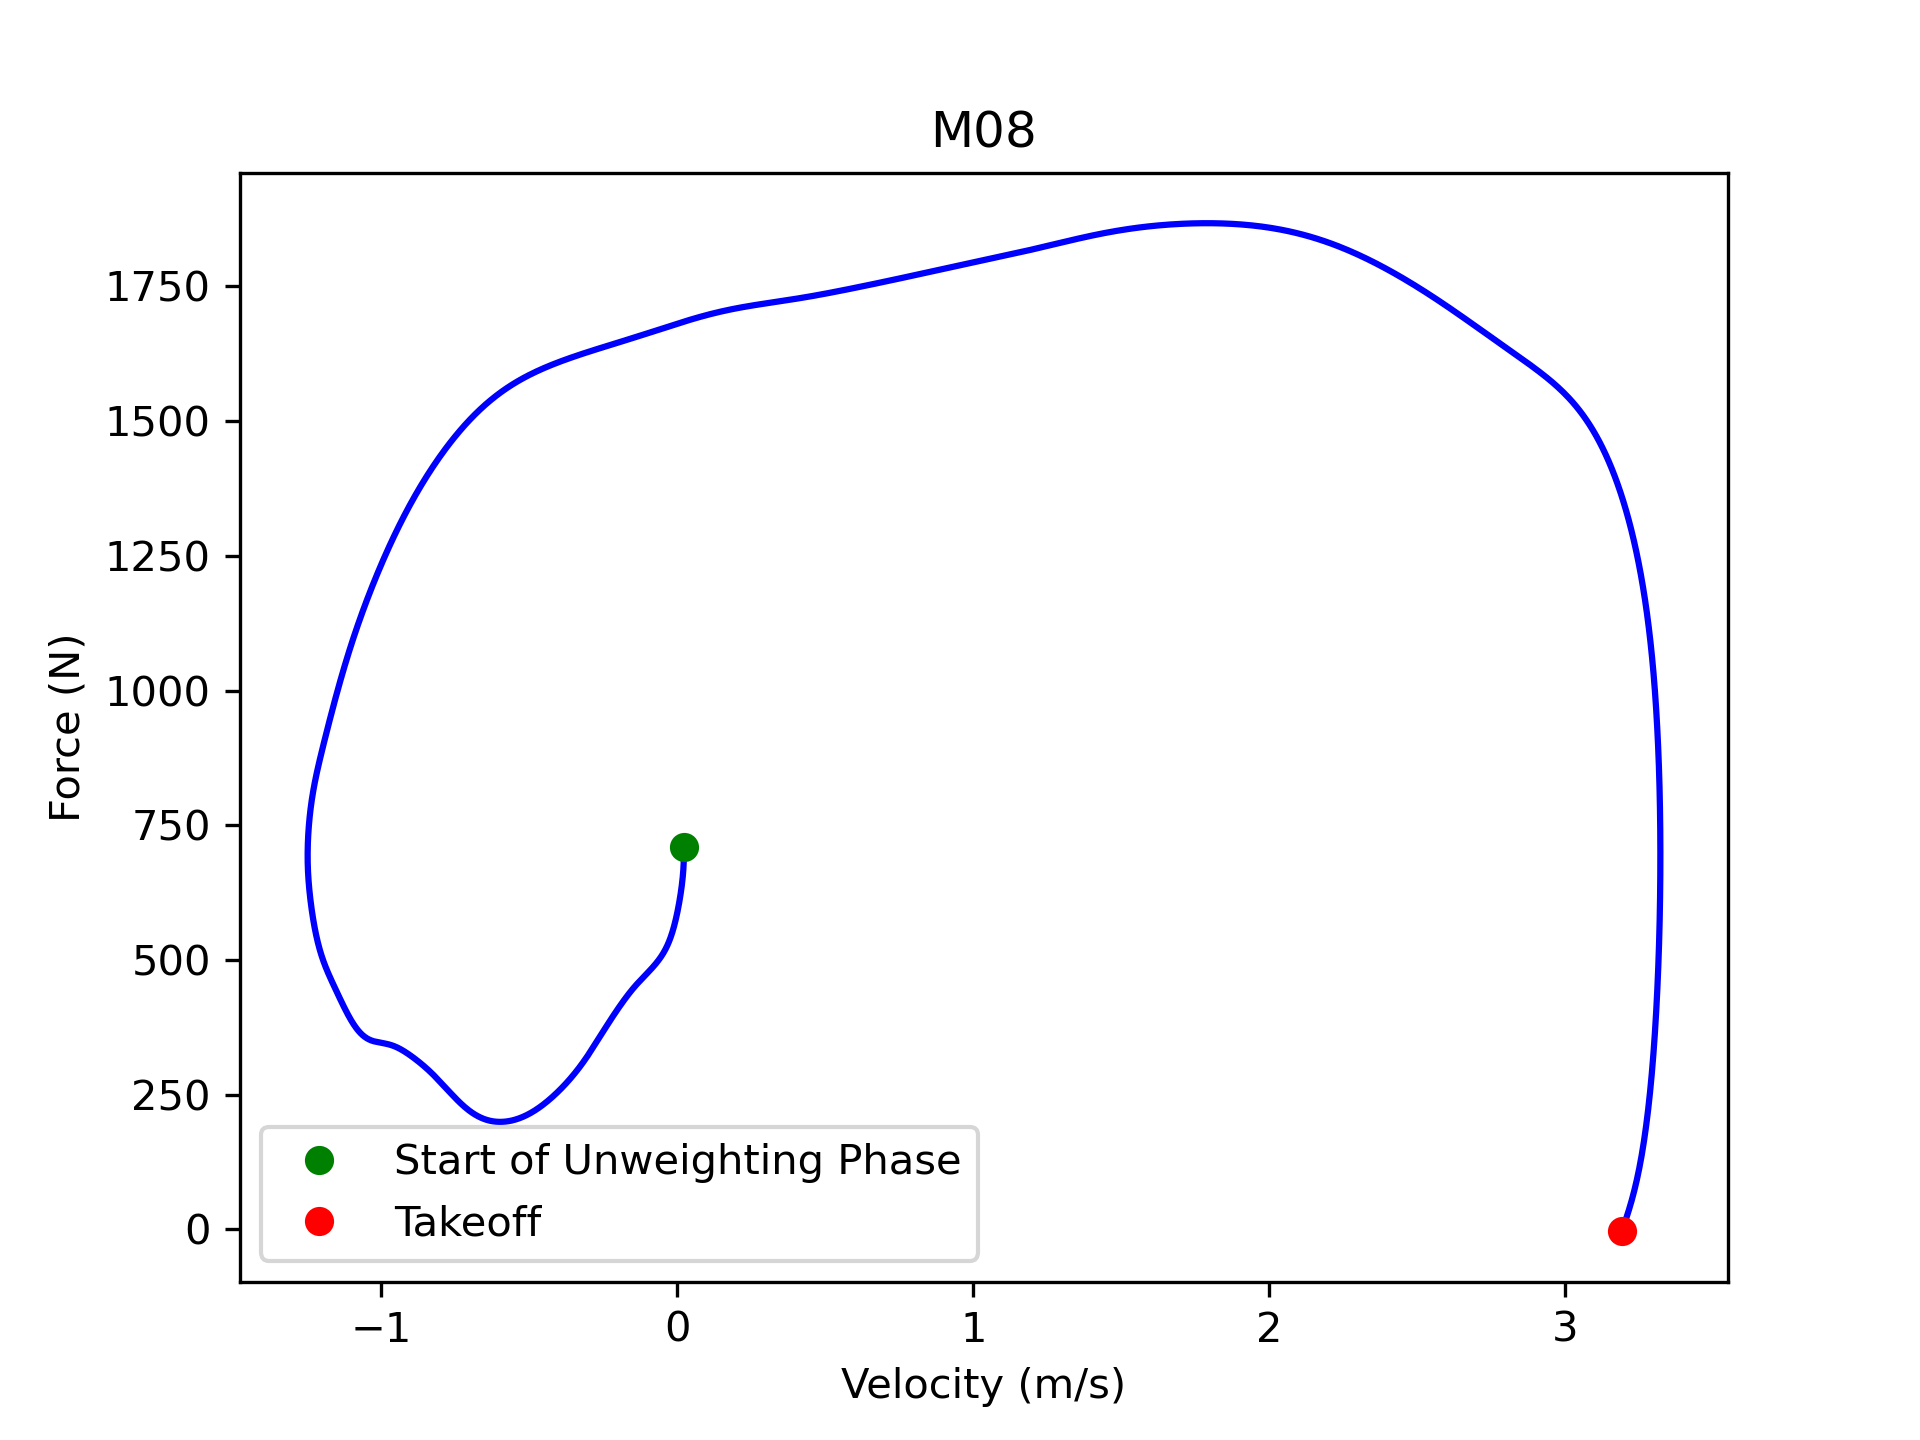 M08
1750
1500
1250
1000
750
500
250
0
Force (N)
Start of Unweighting Phase
Takeoff
−1 0 1 2 3
Velocity (m/s)